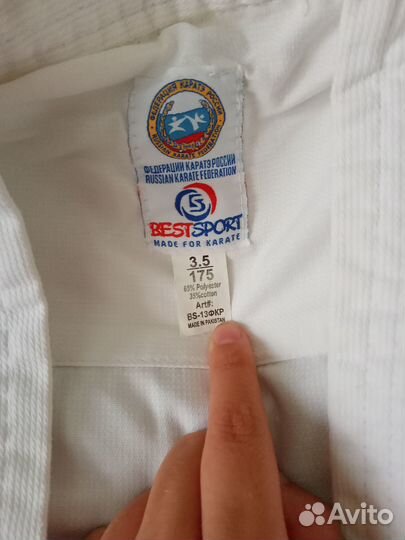 ФЕДЕРАЦИЯ КАРАТЭ РОССИИ
RUSSIAN KARATE FEDERATION
ФЕДЕРАЦИЯ КАРАТЭ РОССИИ
RUSSIAN KARATE FEDERATION
BESTSPORT
MADE FOR KARATE
3.5
175
65% Polyester
35%cotton
Art#:
BS-13ФКР
MADE IN PAKISTAN
Avito